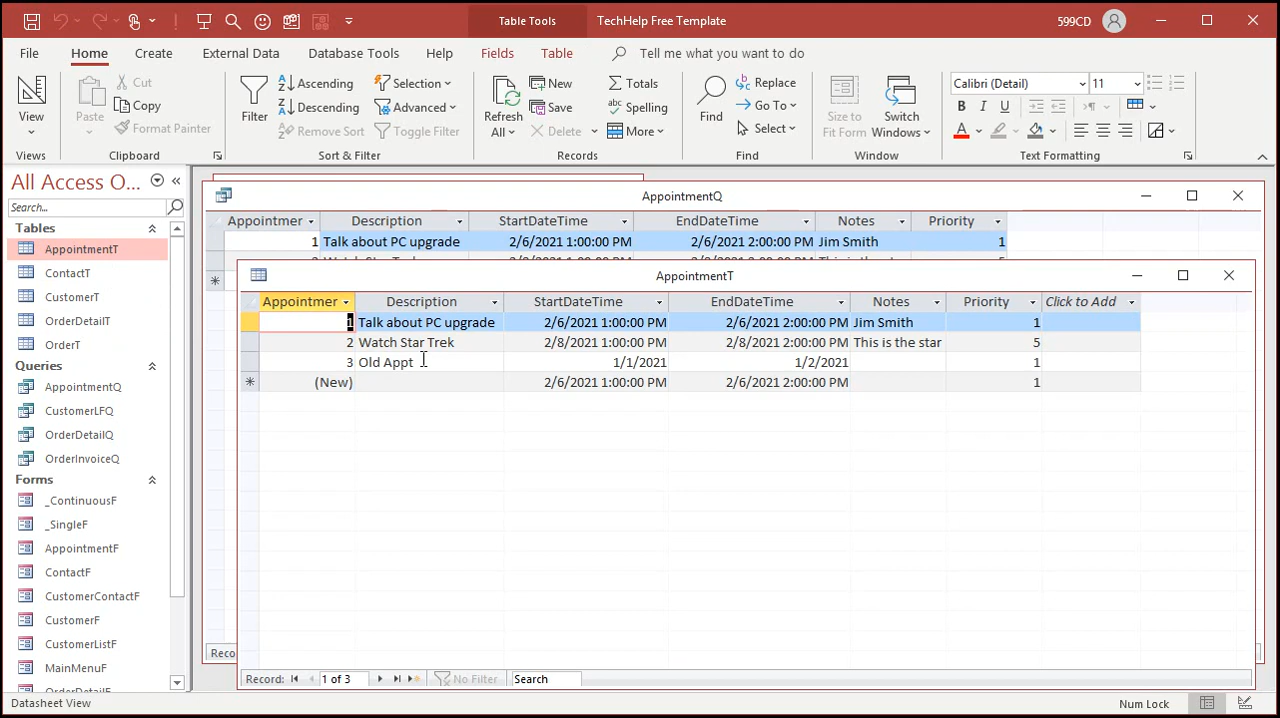 Table Tools TechHelp Free Template 599CD
File Home Create External Data Database Tools Help Fields Table Tell me what you want to do
View
Views
Paste
Cut
Copy
Format Painter
Clipboard
Filter
Ascending
Descending
Remove Sort
Selection
Advanced
Toggle Filter
Sort & Filter
Refresh
All
New
Save
Delete
Totals
Spelling
More
Records
Find
Replace
Go To
Select
Find
Size to
Fit Form
Switch
Windows
Window
Calibri (Detail) 11
B I U
A
Text Formatting
All Access O...
Search...
Tables
AppointmentT
ContactT
CustomerT
OrderDetailT
OrderT
Queries
AppointmentQ
CustomerLFQ
OrderDetailQ
OrderInvoiceQ
Forms
_ContinuousF
_SingleF
AppointmentF
ContactF
CustomerContactF
CustomerF
CustomerListF
MainMenuF
AppointmentQ
Appointmer Description StartDateTime EndDateTime Notes Priority
1 Talk about PC upgrade 2/6/2021 1:00:00 PM 2/6/2021 2:00:00 PM Jim Smith 1
AppointmentT
Appointmer Description StartDateTime EndDateTime Notes Priority Click to Add
1 Talk about PC upgrade 2/6/2021 1:00:00 PM 2/6/2021 2:00:00 PM Jim Smith 1
2 Watch Star Trek 2/8/2021 1:00:00 PM 2/8/2021 2:00:00 PM This is the star 5
3 Old Appt 1/1/2021 1/2/2021 1
(New) 2/6/2021 1:00:00 PM 2/6/2021 2:00:00 PM 1
Reco
Record: 1 of 3 No Filter Search
Datasheet View Num Lock